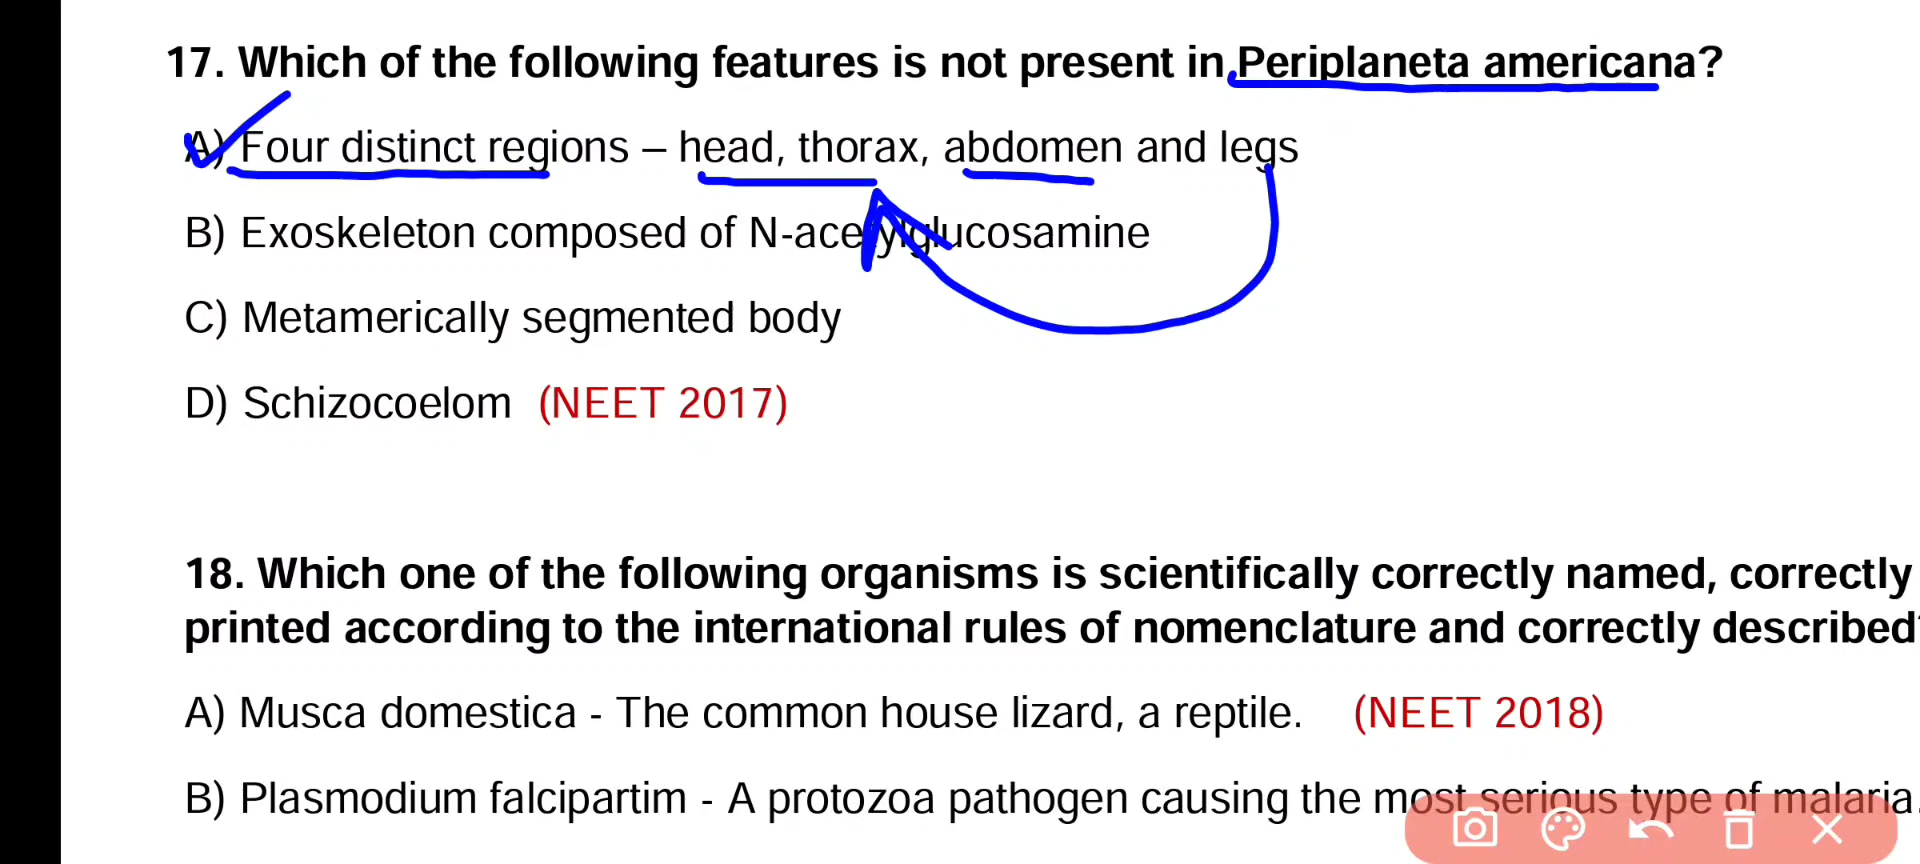 17. Which of the following features is not present in Periplaneta americana?
A) Four distinct regions – head, thorax, abdomen and legs
B) Exoskeleton composed of N-acetylglucosamine
C) Metamerically segmented body
D) Schizocoelom (NEET 2017)
18. Which one of the following organisms is scientifically correctly named, correctly
printed according to the international rules of nomenclature and correctly described?
A) Musca domestica - The common house lizard, a reptile. (NEET 2018)
B) Plasmodium falcipartim - A protozoa pathogen causing the most serious type of malaria.